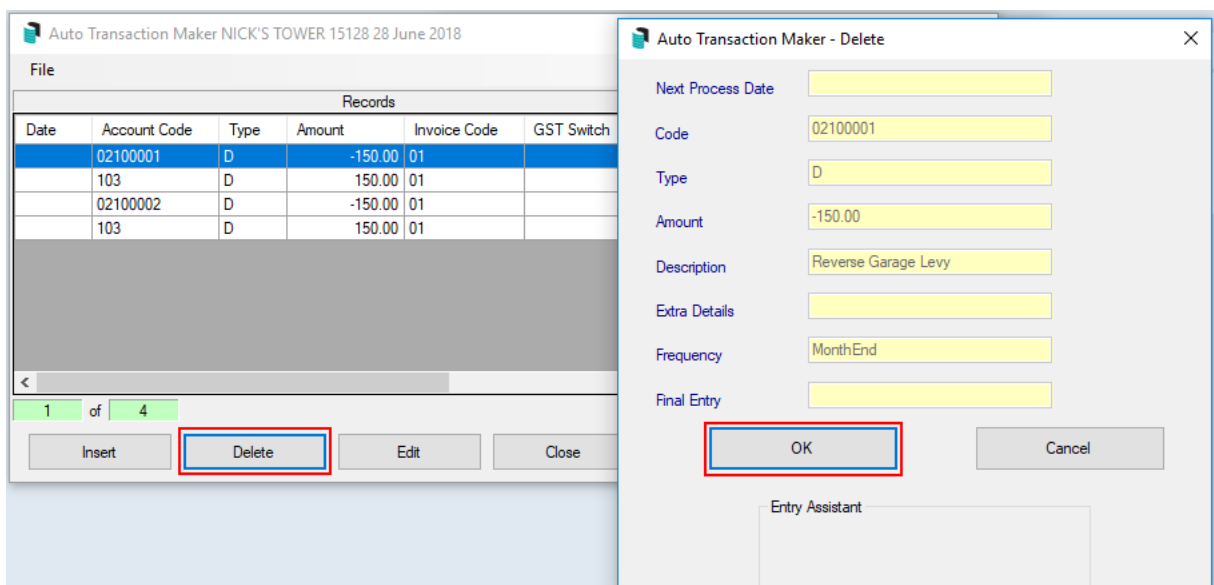 Auto Transaction Maker NICK'S TOWER 15128 28 June 2018
File
Records
Date Account Code Type Amount Invoice Code GST Switch
02100001 D -150.00 01
103 D 150.00 01
02100002 D -150.00 01
103 D 150.00 01
<
1 of 4
Insert Delete Edit Close
Auto Transaction Maker - Delete
Next Process Date
Code 02100001
Type D
Amount -150.00
Description Reverse Garage Levy
Extra Details
Frequency MonthEnd
Final Entry
OK Cancel
Entry Assistant